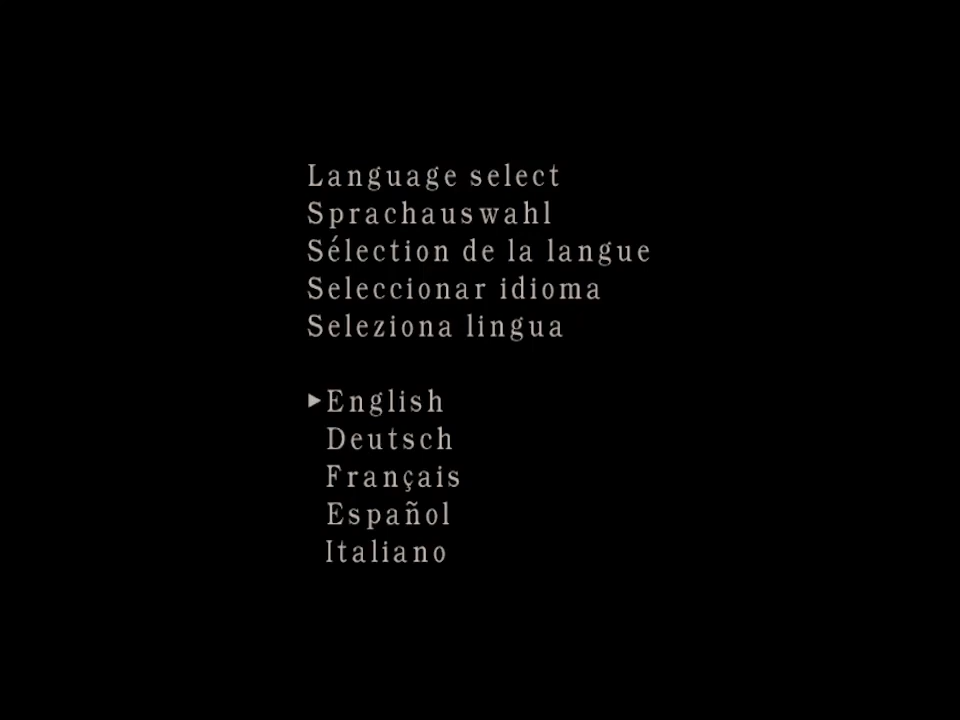 Language select
Sprachauswahl
Sélection de la langue
Seleccionar idioma
Seleziona lingua
▶English
Deutsch
Français
Español
Italiano